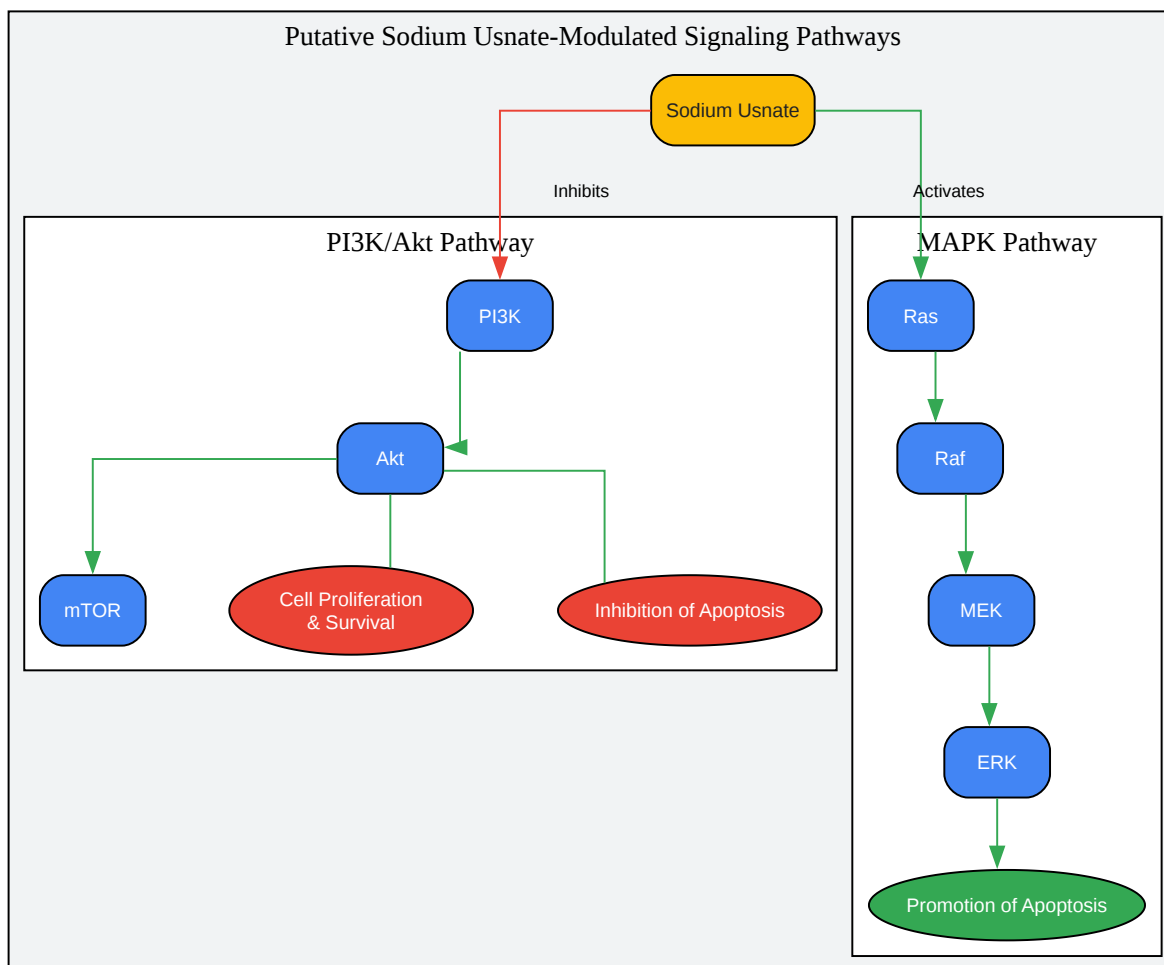 Putative Sodium Usnate-Modulated Signaling Pathways
Sodium Usnate
Inhibits
Activates
PI3K/Akt Pathway
MAPK Pathway
PI3K
Ras
Akt
Raf
mTOR
Cell Proliferation
& Survival
Inhibition of Apoptosis
MEK
ERK
Promotion of Apoptosis